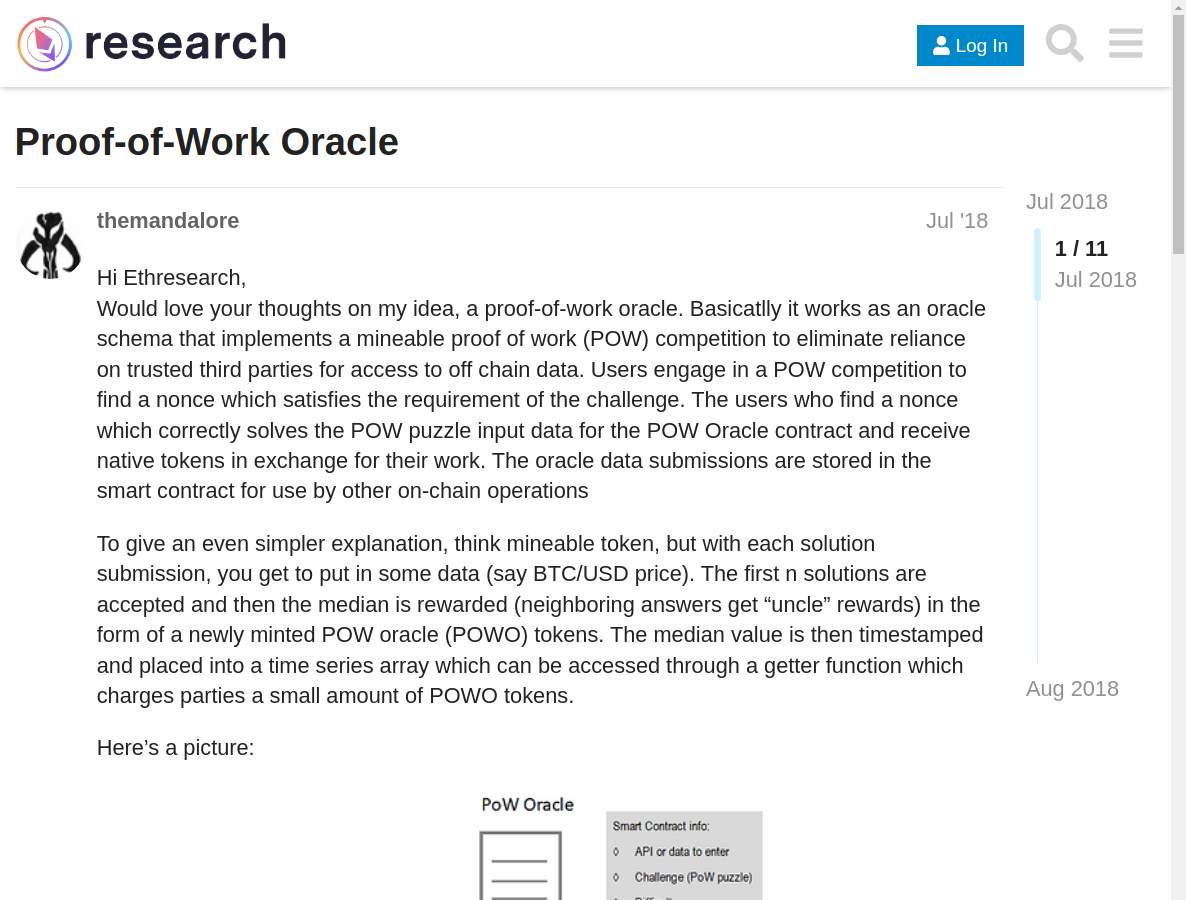 research
Log In
Proof-of-Work Oracle
themandalore
Jul '18
Jul 2018
1 / 11
Jul 2018
Hi Ethresearch,
Would love your thoughts on my idea, a proof-of-work oracle. Basicatlly it works as an oracle
schema that implements a mineable proof of work (POW) competition to eliminate reliance
on trusted third parties for access to off chain data. Users engage in a POW competition to
find a nonce which satisfies the requirement of the challenge. The users who find a nonce
which correctly solves the POW puzzle input data for the POW Oracle contract and receive
native tokens in exchange for their work. The oracle data submissions are stored in the
smart contract for use by other on-chain operations
To give an even simpler explanation, think mineable token, but with each solution
submission, you get to put in some data (say BTC/USD price). The first n solutions are
accepted and then the median is rewarded (neighboring answers get “uncle” rewards) in the
form of a newly minted POW oracle (POWO) tokens. The median value is then timestamped
and placed into a time series array which can be accessed through a getter function which
charges parties a small amount of POWO tokens.
Aug 2018
Here’s a picture:
PoW Oracle
Smart Contract info:
◊ API or data to enter
◊ Challenge (PoW puzzle)